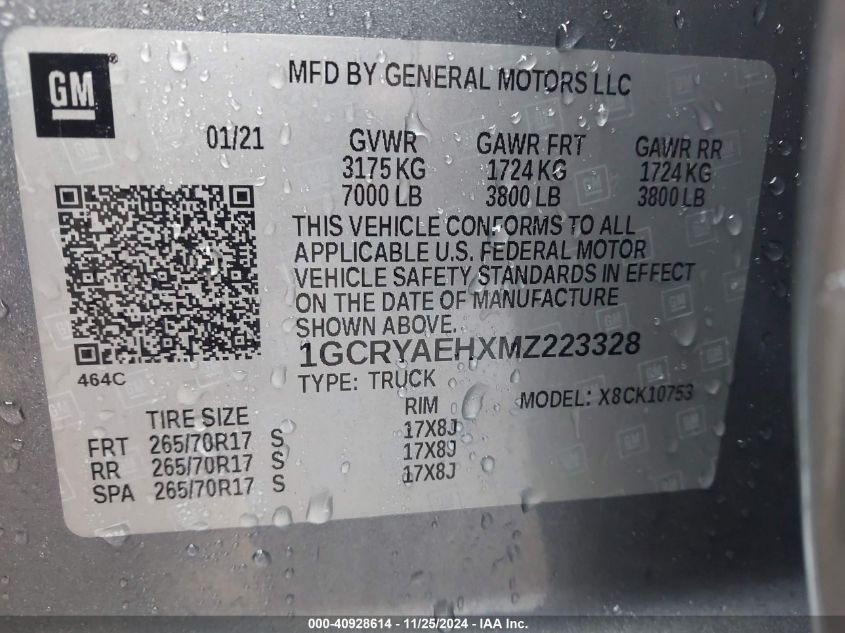 GM
MFD BY GENERAL MOTORS LLC
01/21 GVWR GAWR FRT GAWR RR
3175 KG 1724 KG 1724 KG
7000 LB 3800 LB 3800 LB
THIS VEHICLE CONFORMS TO ALL
APPLICABLE U.S. FEDERAL MOTOR
VEHICLE SAFETY STANDARDS IN EFFECT
ON THE DATE OF MANUFACTURE
SHOWN ABOVE.
1GCRYAEHXMZ223328
464C
TYPE: TRUCK MODEL: X8CK10753
TIRE SIZE RIM
FRT 265/70R17 S 17X8J
RR 265/70R17 S 17X8J
SPA 265/70R17 S 17X8J
000-40928614 - 11/25/2024 - IAA Inc.